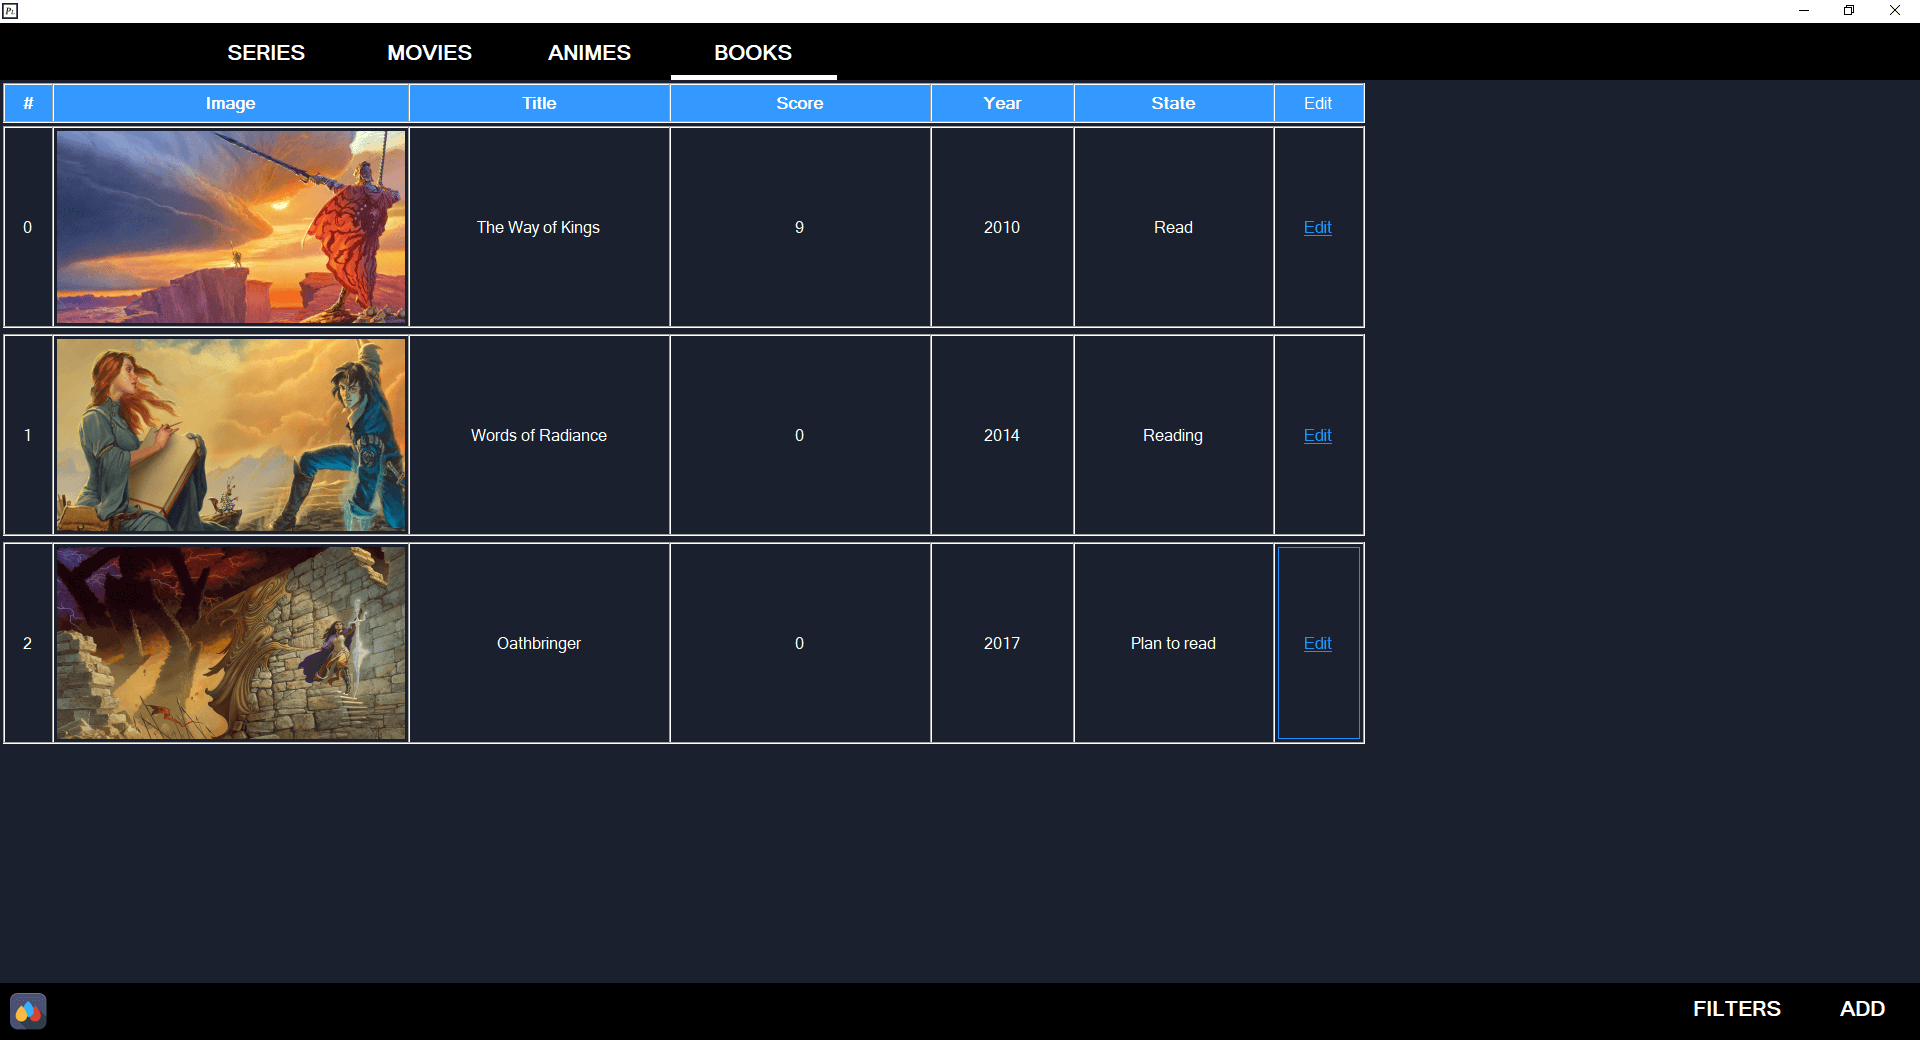 PL
SERIES MOVIES ANIMES BOOKS
# Image Title Score Year State Edit
0 The Way of Kings 9 2010 Read Edit
1 Words of Radiance 0 2014 Reading Edit
2 Oathbringer 0 2017 Plan to read Edit
FILTERS ADD